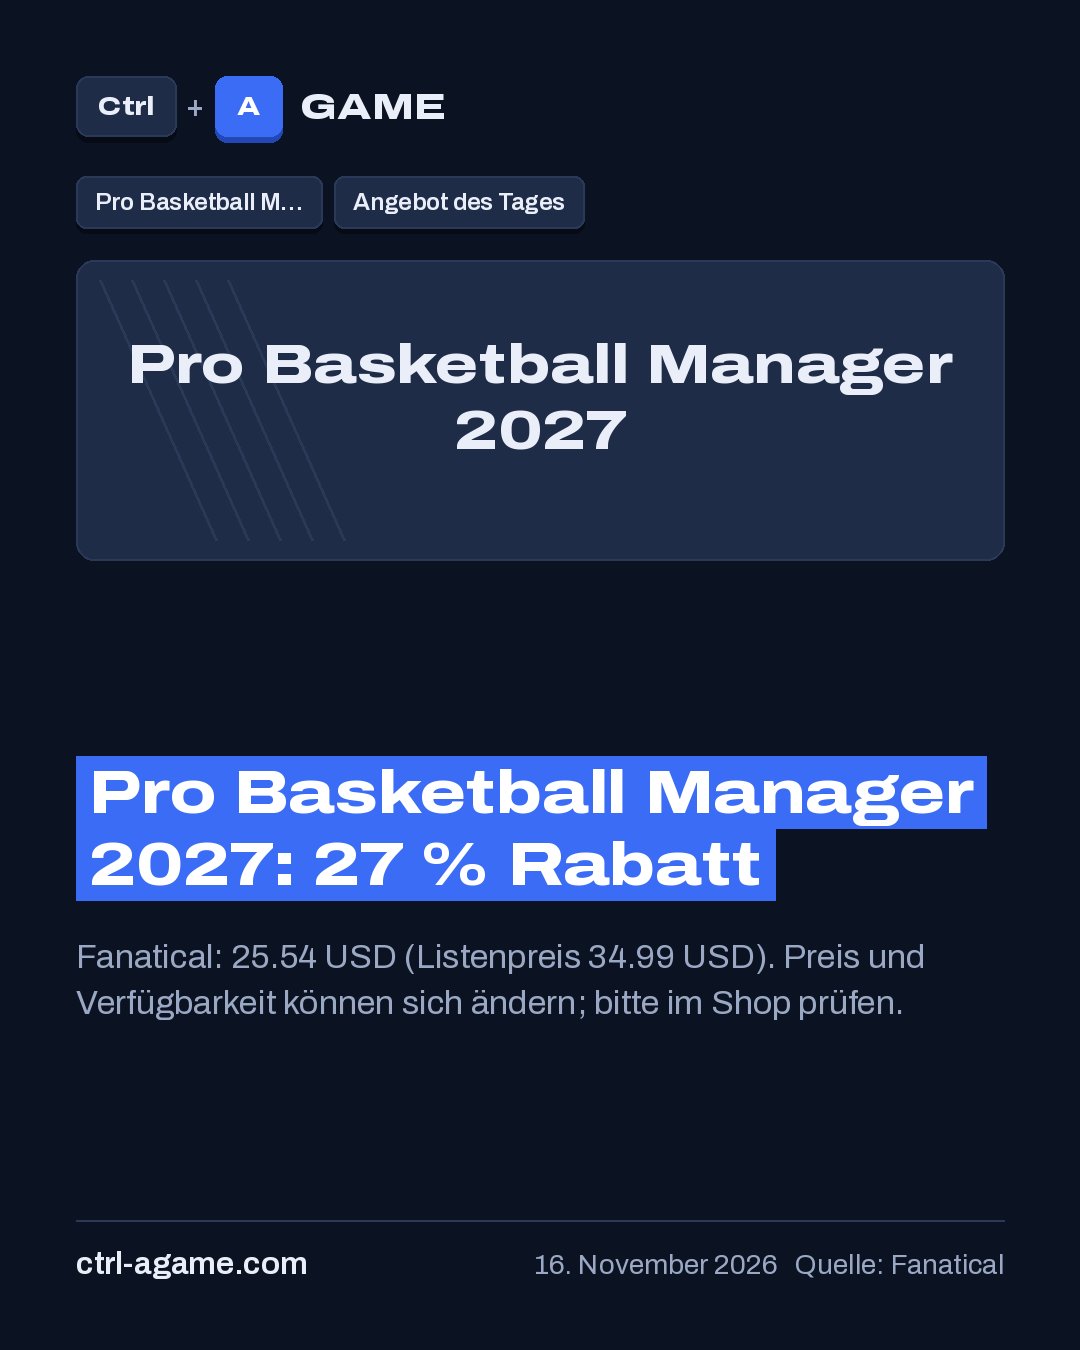 Ctrl + A GAME
Pro Basketball M... Angebot des Tages
Pro Basketball Manager
2027
Pro Basketball Manager
2027: 27 % Rabatt
Fanatical: 25.54 USD (Listenpreis 34.99 USD). Preis und
Verfügbarkeit können sich ändern; bitte im Shop prüfen.
ctrl-agame.com 16. November 2026 Quelle: Fanatical